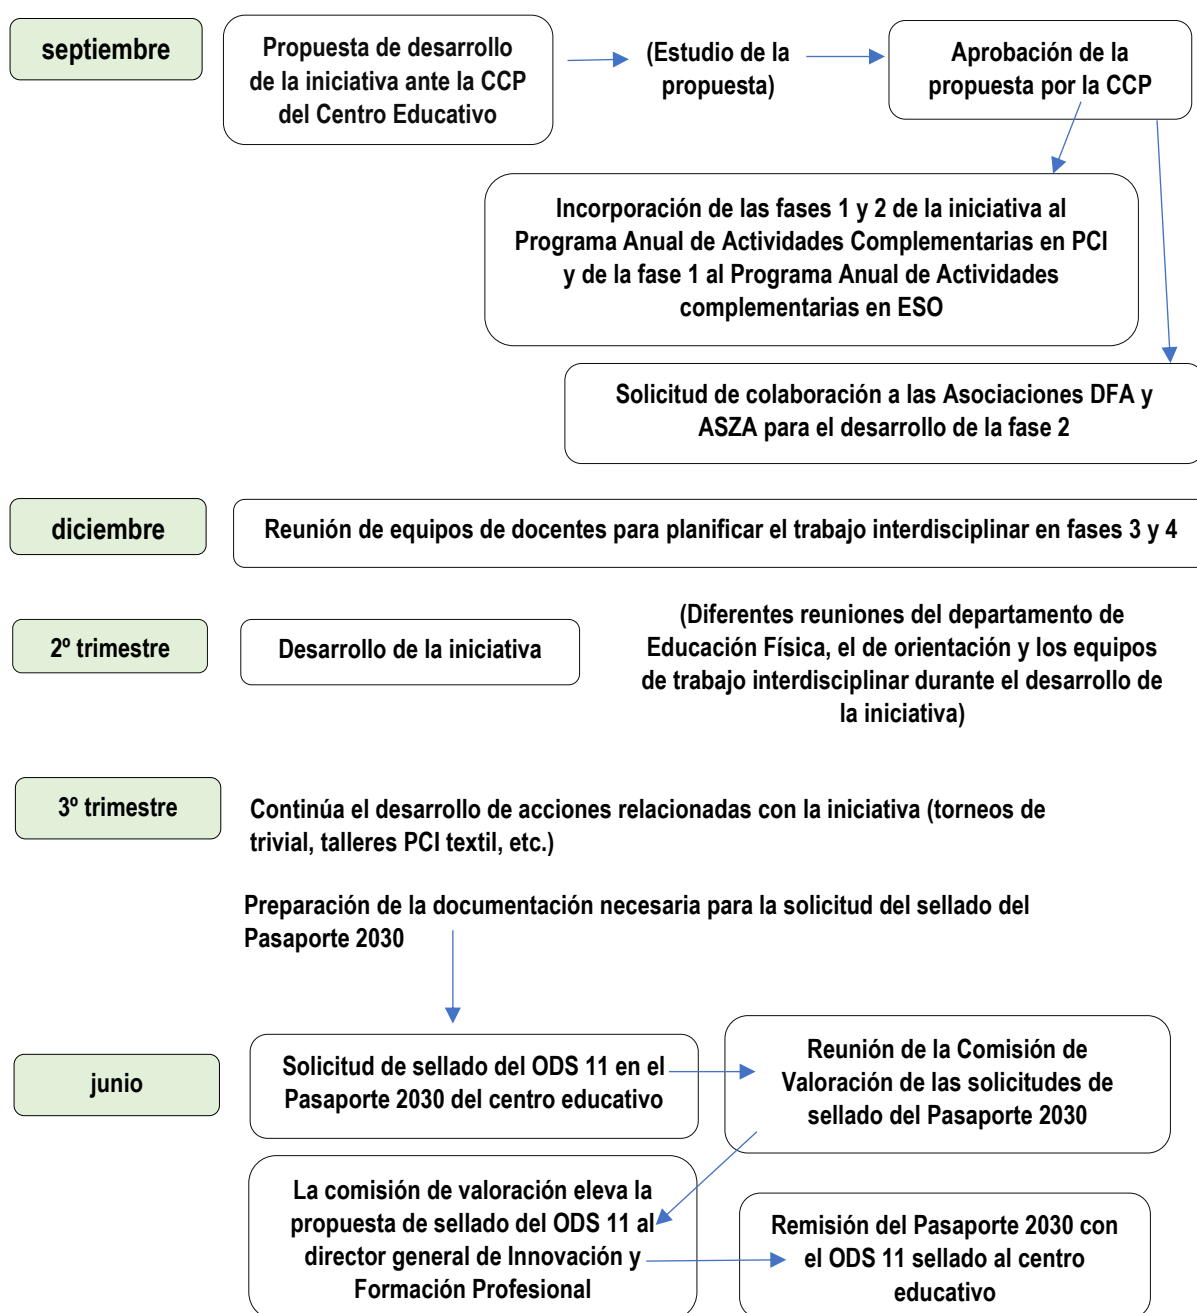 septiembre
Propuesta de desarrollo
de la iniciativa ante la CCP
del Centro Educativo
(Estudio de la
propuesta)
Aprobación de la
propuesta por la CCP
Incorporación de las fases 1 y 2 de la iniciativa al
Programa Anual de Actividades Complementarias en PCI
y de la fase 1 al Programa Anual de Actividades
complementarias en ESO
Solicitud de colaboración a las Asociaciones DFA y
ASZA para el desarrollo de la fase 2
diciembre
Reunión de equipos de docentes para planificar el trabajo interdisciplinar en fases 3 y 4
2º trimestre
Desarrollo de la iniciativa
(Diferentes reuniones del departamento de
Educación Física, el de orientación y los equipos
de trabajo interdisciplinar durante el desarrollo de
la iniciativa)
3º trimestre
Continúa el desarrollo de acciones relacionadas con la iniciativa (torneos de
trivial, talleres PCI textil, etc.)
Preparación de la documentación necesaria para la solicitud del sellado del
Pasaporte 2030
junio
Solicitud de sellado del ODS 11 en el
Pasaporte 2030 del centro educativo
Reunión de la Comisión de
Valoración de las solicitudes de
sellado del Pasaporte 2030
La comisión de valoración eleva la
propuesta de sellado del ODS 11 al
director general de Innovación y
Formación Profesional
Remisión del Pasaporte 2030 con
el ODS 11 sellado al centro
educativo